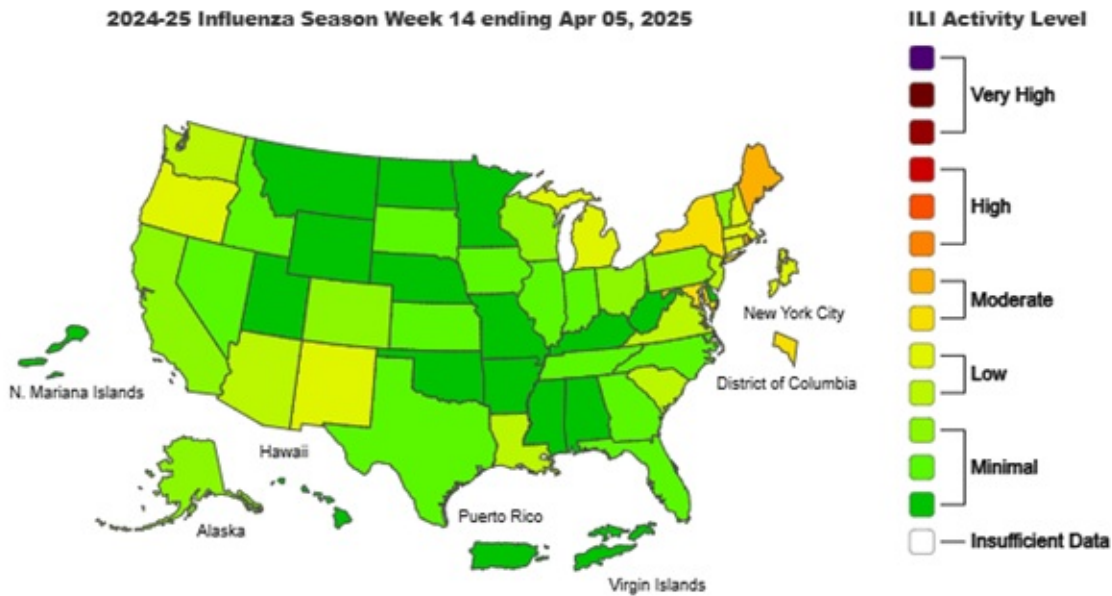 2024-25 Influenza Season Week 14 ending Apr 05, 2025
ILI Activity Level
Very High
High
Moderate
Low
Minimal
Insufficient Data
New York City
District of Columbia
N. Mariana Islands
Hawaii
Alaska
Puerto Rico
Virgin Islands